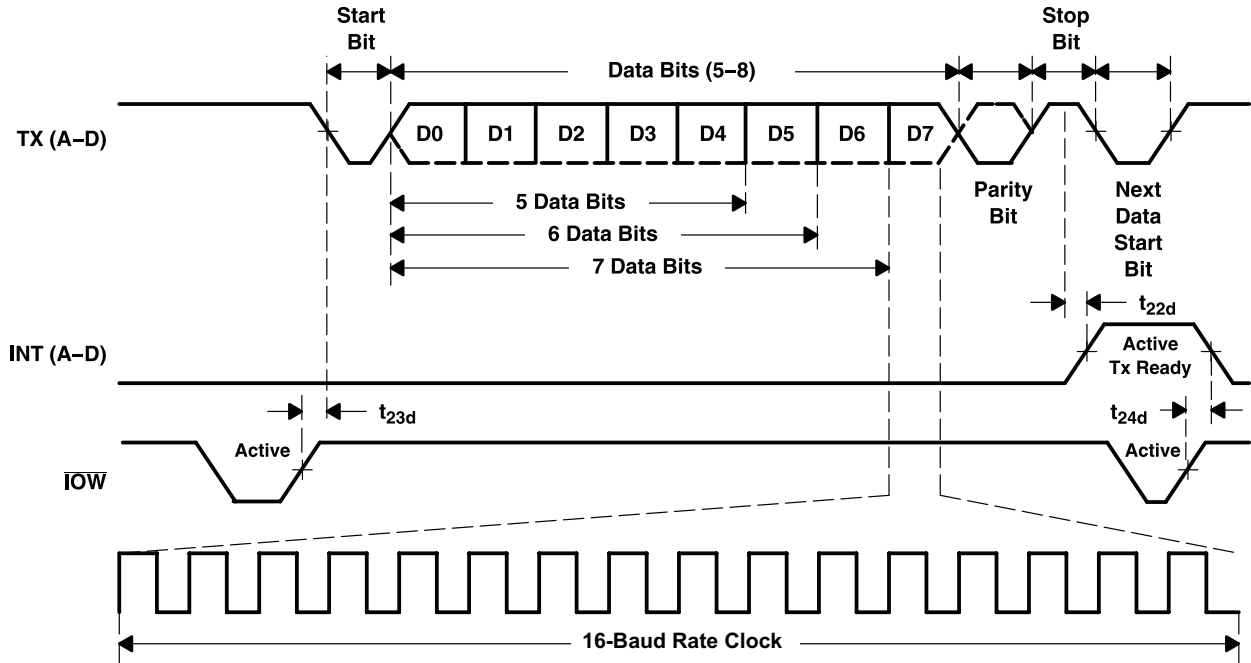 Start
Bit
Stop
Bit
Data Bits (5–8)
TX (A–D)
D0 D1 D2 D3 D4 D5 D6 D7
Parity
Bit
Next
Data
Start
Bit
5 Data Bits
6 Data Bits
7 Data Bits
t22d
INT (A–D)
Active
Tx Ready
t23d
t24d
IOW
Active
Active
16-Baud Rate Clock